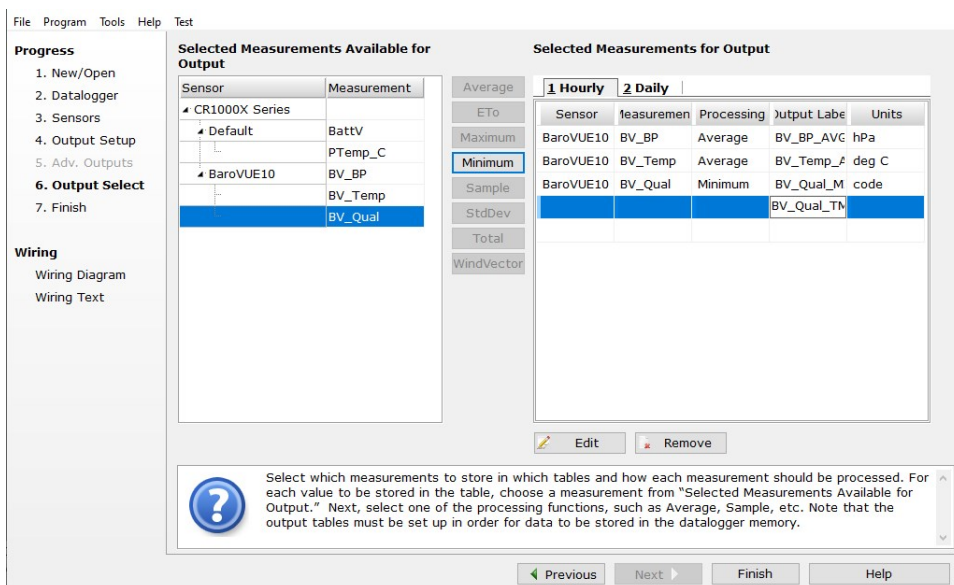 File Program Tools Help Test
Progress
1. New/Open
2. Datalogger
3. Sensors
4. Output Setup
5. Adv. Outputs
6. Output Select
7. Finish
Wiring
Wiring Diagram
Wiring Text
Selected Measurements Available for
Output
Sensor Measurement
CR1000X Series
Default BattV
PTemp_C
BaroVUE10 BV_BP
BV_Temp
BV_Qual
Average
ETo
Maximum
Minimum
Sample
StdDev
Total
WindVector
Selected Measurements for Output
1 Hourly 2 Daily
Sensor Measuremen Processing Output Labe Units
BaroVUE10 BV_BP Average BV_BP_AVG hPa
BaroVUE10 BV_Temp Average BV_Temp_A deg C
BaroVUE10 BV_Qual Minimum BV_Qual_M code
BV_Qual_TM
Edit Remove
Select which measurements to store in which tables and how each measurement should be processed. For
each value to be stored in the table, choose a measurement from “Selected Measurements Available for
Output.” Next, select one of the processing functions, such as Average, Sample, etc. Note that the
output tables must be set up in order for data to be stored in the datalogger memory.
Previous Next Finish Help